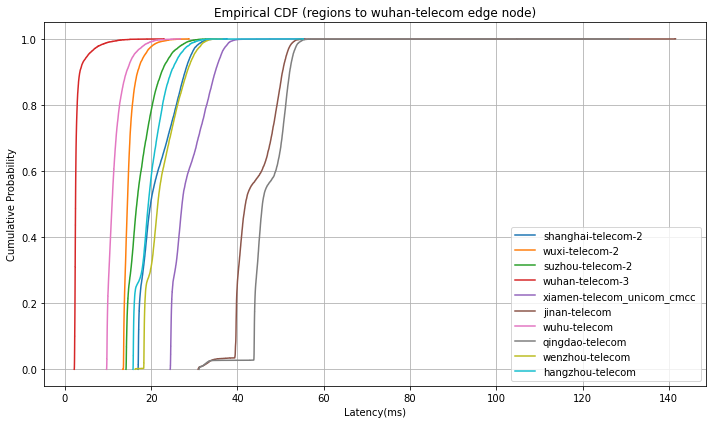 Empirical CDF (regions to wuhan-telecom edge node)
Cumulative Probability
1.0
0.8
0.6
0.4
0.2
0.0
shanghai-telecom-2
wuxi-telecom-2
suzhou-telecom-2
wuhan-telecom-3
xiamen-telecom_unicom_cmcc
jinan-telecom
wuhu-telecom
qingdao-telecom
wenzhou-telecom
hangzhou-telecom
0 20 40 60 80 100 120 140
Latency(ms)